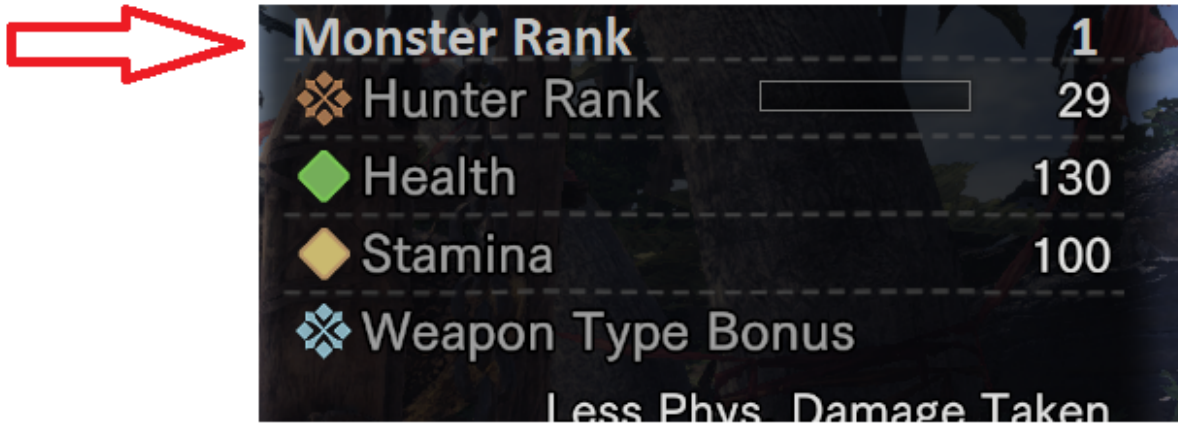 Monster Rank 1
Hunter Rank 29
Health 130
Stamina 100
Weapon Type Bonus
Less Phys. Damage Taken